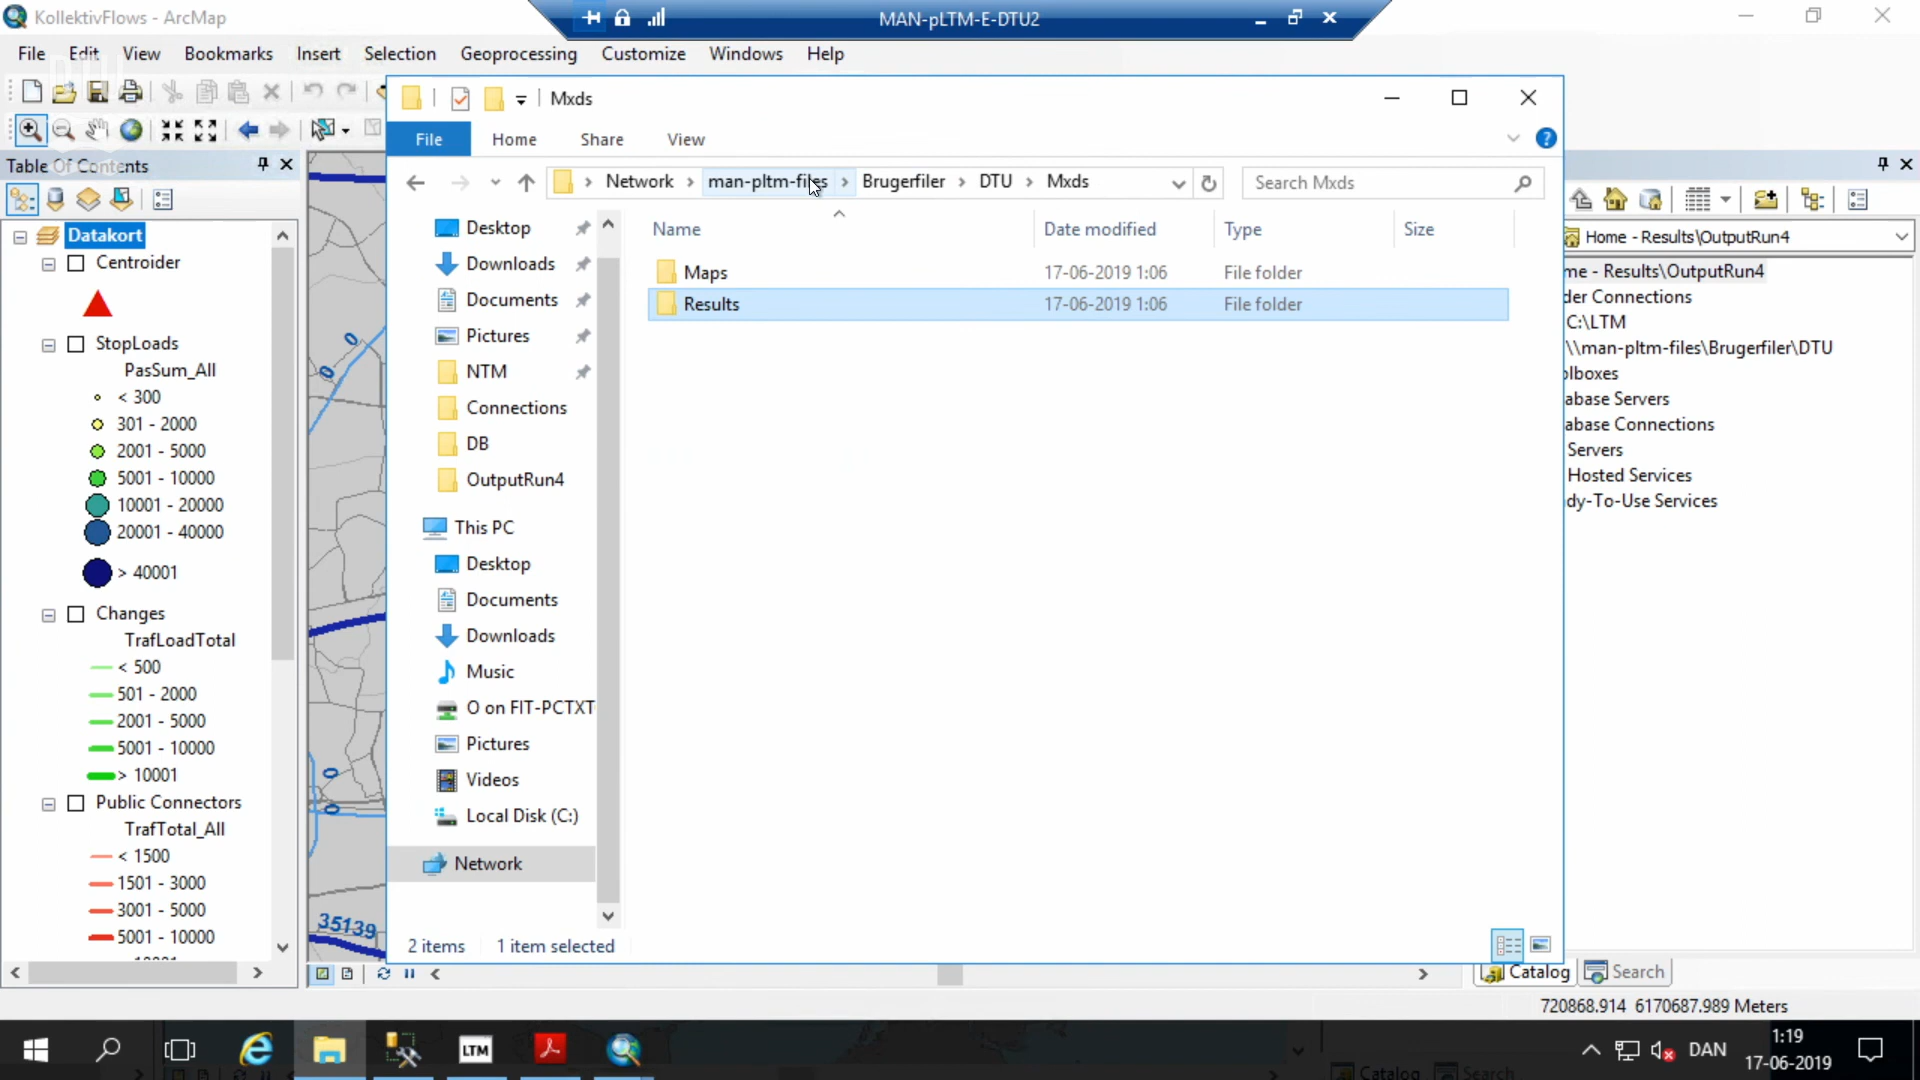 KollektivFlows - ArcMap
MAN-pLTM-E-DTU2
File Edit View Bookmarks Insert Selection Geoprocessing Customize Windows Help
Mxds
File Home Share View
Table Of Contents
Network man-pltm-files Brugerfiler DTU Mxds
Search Mxds
Name Date modified Type Size
Maps 17-06-2019 1:06 File folder
Results 17-06-2019 1:06 File folder
Desktop
Downloads
Documents
Pictures
NTM
Connections
DB
OutputRun4
This PC
Desktop
Documents
Downloads
Music
O on FIT-PCTXT
Pictures
Videos
Local Disk (C:)
Network
2 items 1 item selected
Datakort
Centroider
StopLoads
PasSum_All
< 300
301 - 2000
2001 - 5000
5001 - 10000
10001 - 20000
20001 - 40000
> 40001
Changes
TrafLoadTotal
< 500
501 - 2000
2001 - 5000
5001 - 10000
> 10001
Public Connectors
TrafTotal_All
< 1500
1501 - 3000
3001 - 5000
5001 - 10000
0
0
0
0
35139
Home - Results\OutputRun4
me - Results\OutputRun4
der Connections
C:\LTM
\\man-pltm-files\Brugerfiler\DTU
olboxes
abase Servers
abase Connections
Servers
Hosted Services
dy-To-Use Services
Catalog Search
720868.914 6170687.989 Meters
LTM
DAN
1:19
17-06-2019
Catalog Search